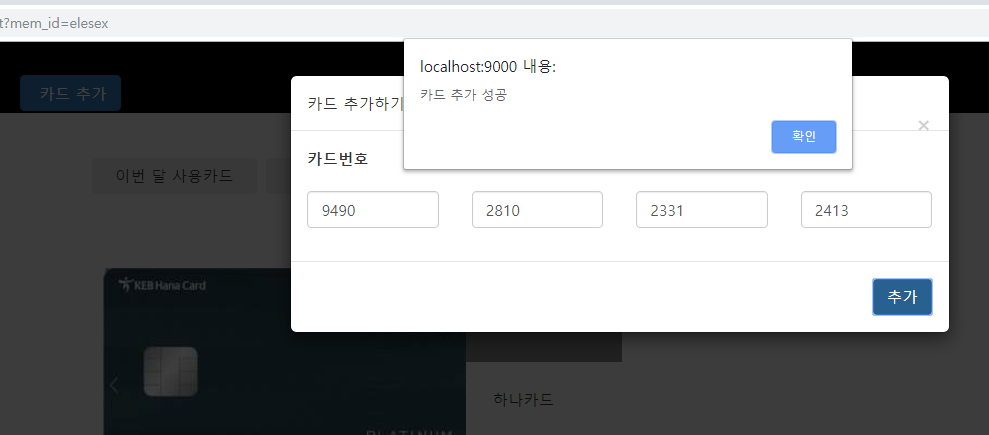 t?mem_id=elesex
localhost:9000 내용:
카드 추가 성공
확인
카드 추가
카드 추가하기
×
이번 달 사용카드
카드번호
9490 2810 2331 2413
추가
KEB Hana Card
PLATINUM
하나카드